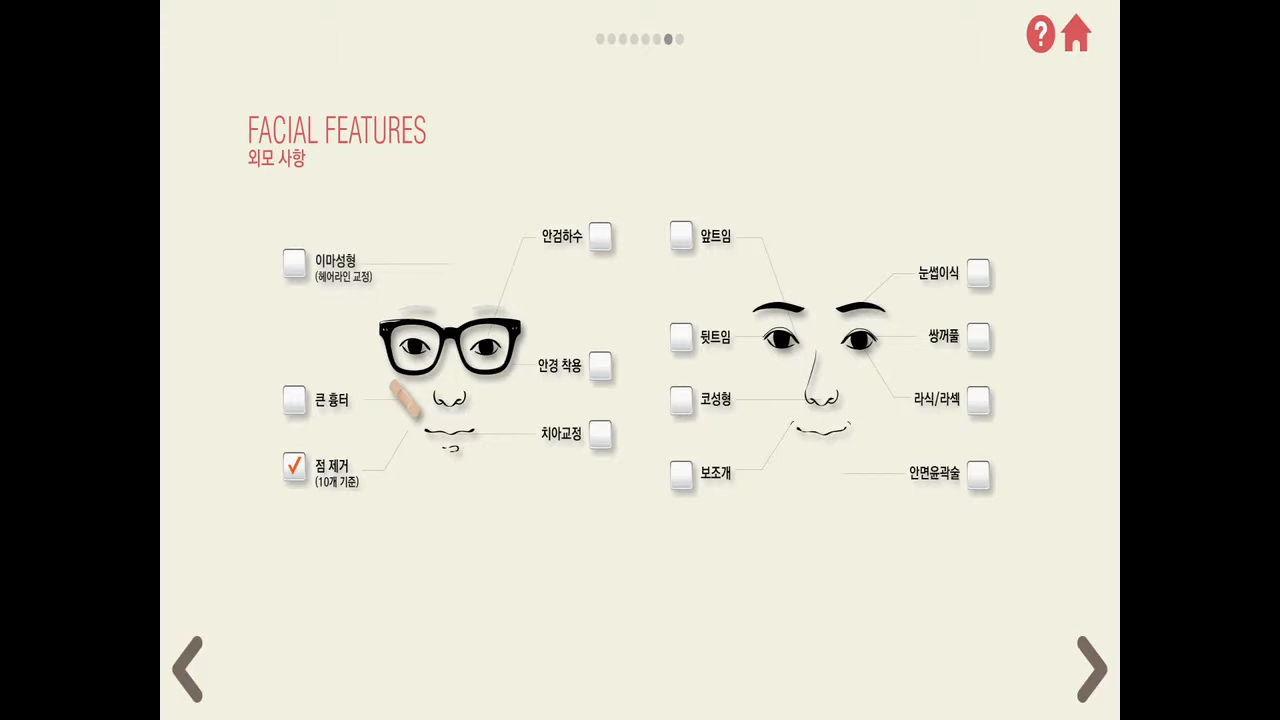 ?
FACIAL FEATURES
외모 사항
이마성형
(헤어라인 교정)
안검하수
안경 착용
큰 흉터
치아교정
점 제거
(10개 기준)
앞트임
눈썹이식
뒷트임
쌍꺼풀
코성형
라식/라섹
보조개
안면윤곽술